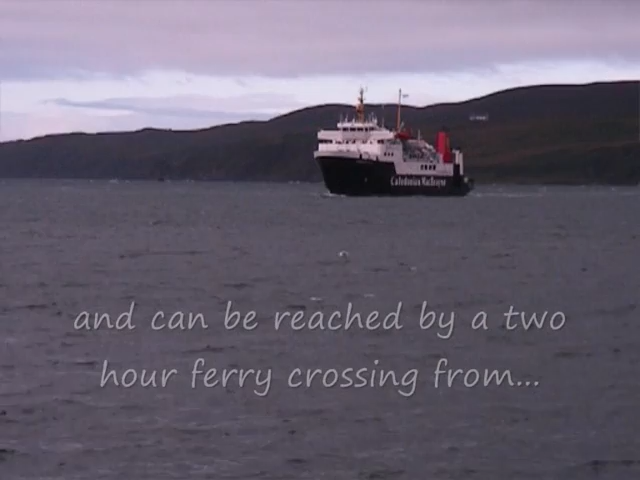 Caledonian MacBrayne
and can be reached by a two
hour ferry crossing from...